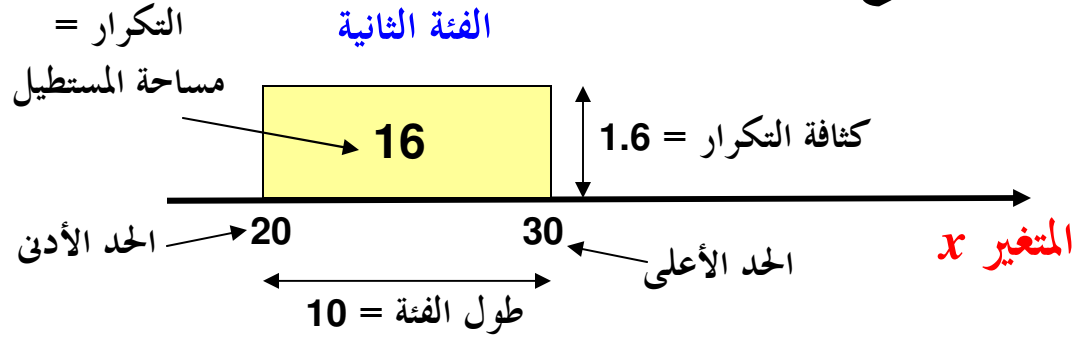 الفئة الثانية
التكرار =
مساحة المستطيل
16
كثافة التكرار = 1.6
20
30
الحد الأدنى
الحد الأعلى
المتغير x
طول الفئة = 10